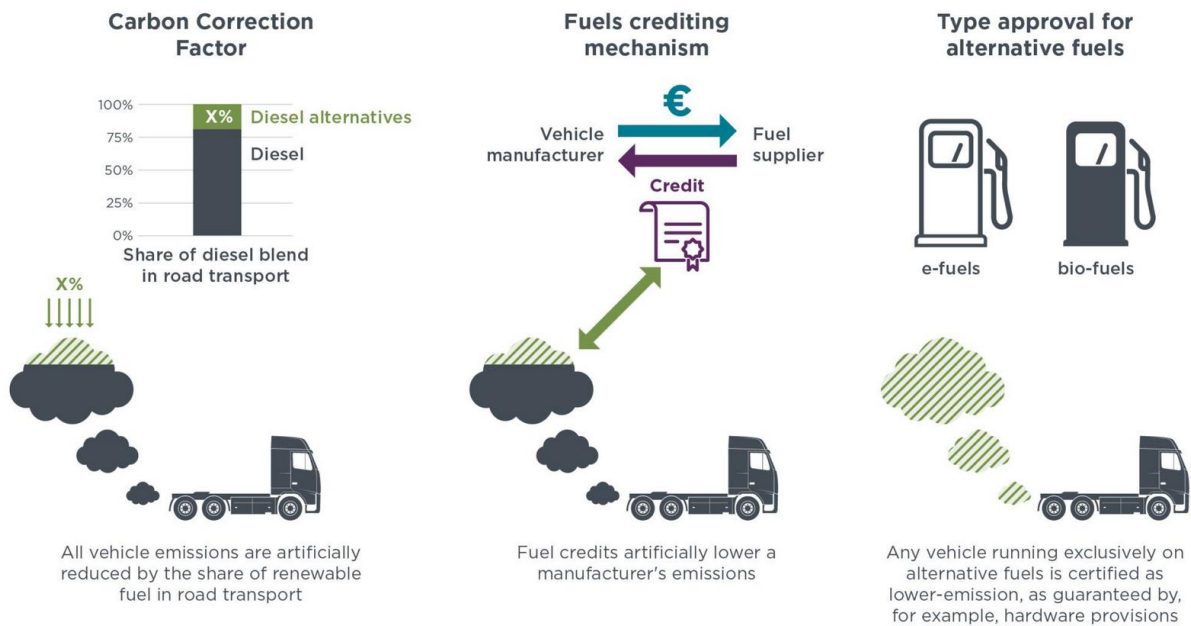 Carbon Correction
Factor
100%
75%
50%
25%
0%
X%
Diesel alternatives
Diesel
Share of diesel blend
in road transport
X%
All vehicle emissions are artificially
reduced by the share of renewable
fuel in road transport
Fuels crediting
mechanism
€
Vehicle
manufacturer
Fuel
supplier
Credit
Fuel credits artificially lower a
manufacturer's emissions
Type approval for
alternative fuels
e-fuels
bio-fuels
Any vehicle running exclusively on
alternative fuels is certified as
lower-emission, as guaranteed by,
for example, hardware provisions